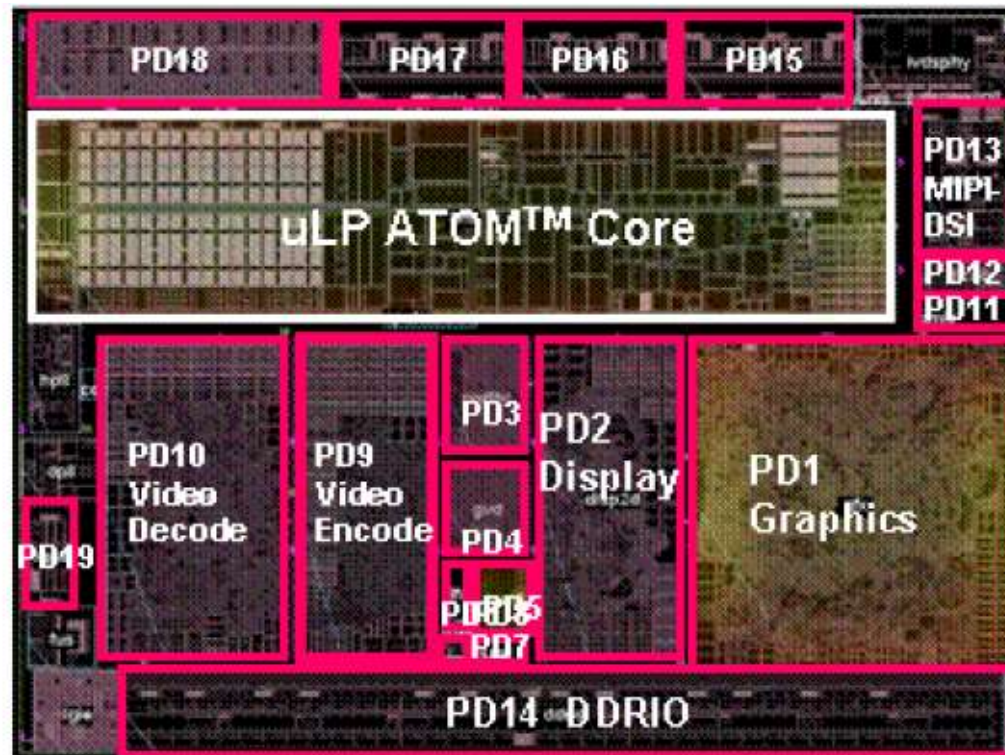 PD18
PD17
PD16
PD15
PD13
MIPI-
DSI
uLP ATOM™ Core
PD12
PD11
PD3
PD10
Video
Decode
PD9
Video
Encode
PD2
Display
PD1
Graphics
PD4
PD19
PD5
PD7
PD14 DDRIO